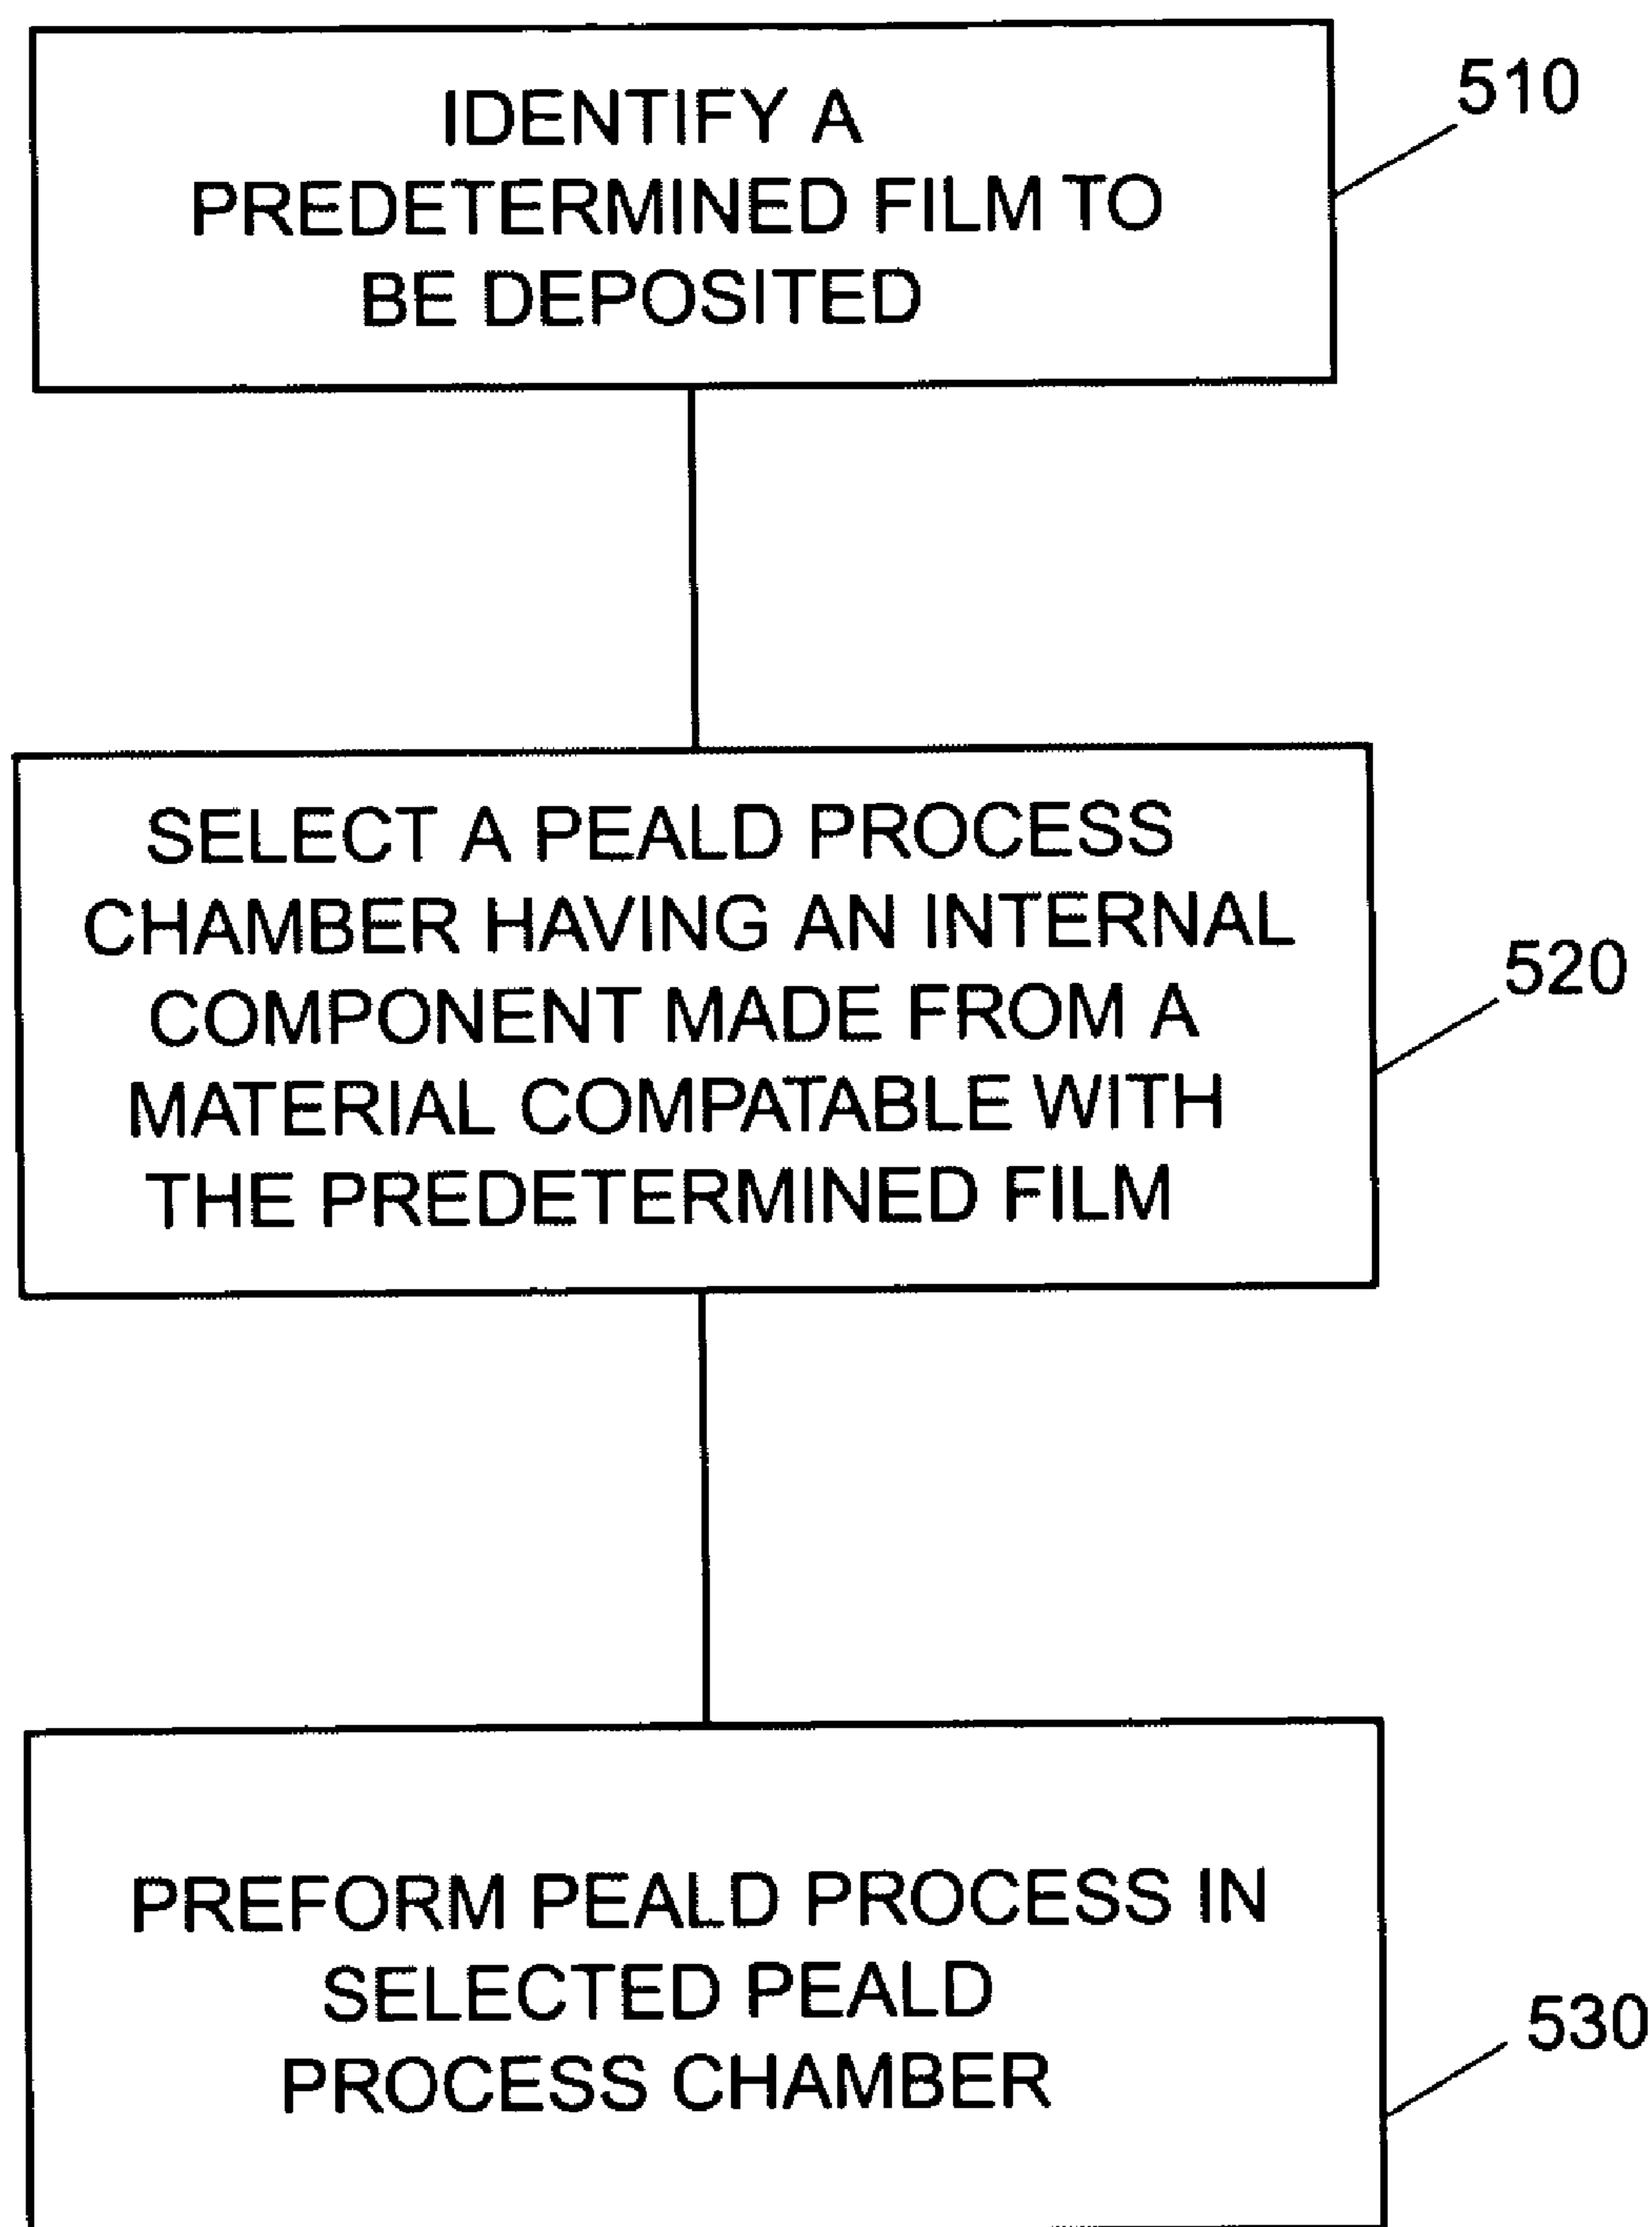 IDENTIFY A
PREDETERMINED FILM TO
BE DEPOSITED
510
SELECT A PEALD PROCESS
CHAMBER HAVING AN INTERNAL
COMPONENT MADE FROM A
MATERIAL COMPATABLE WITH
THE PREDETERMINED FILM
520
PREFORM PEALD PROCESS IN
SELECTED PEALD
PROCESS CHAMBER
530